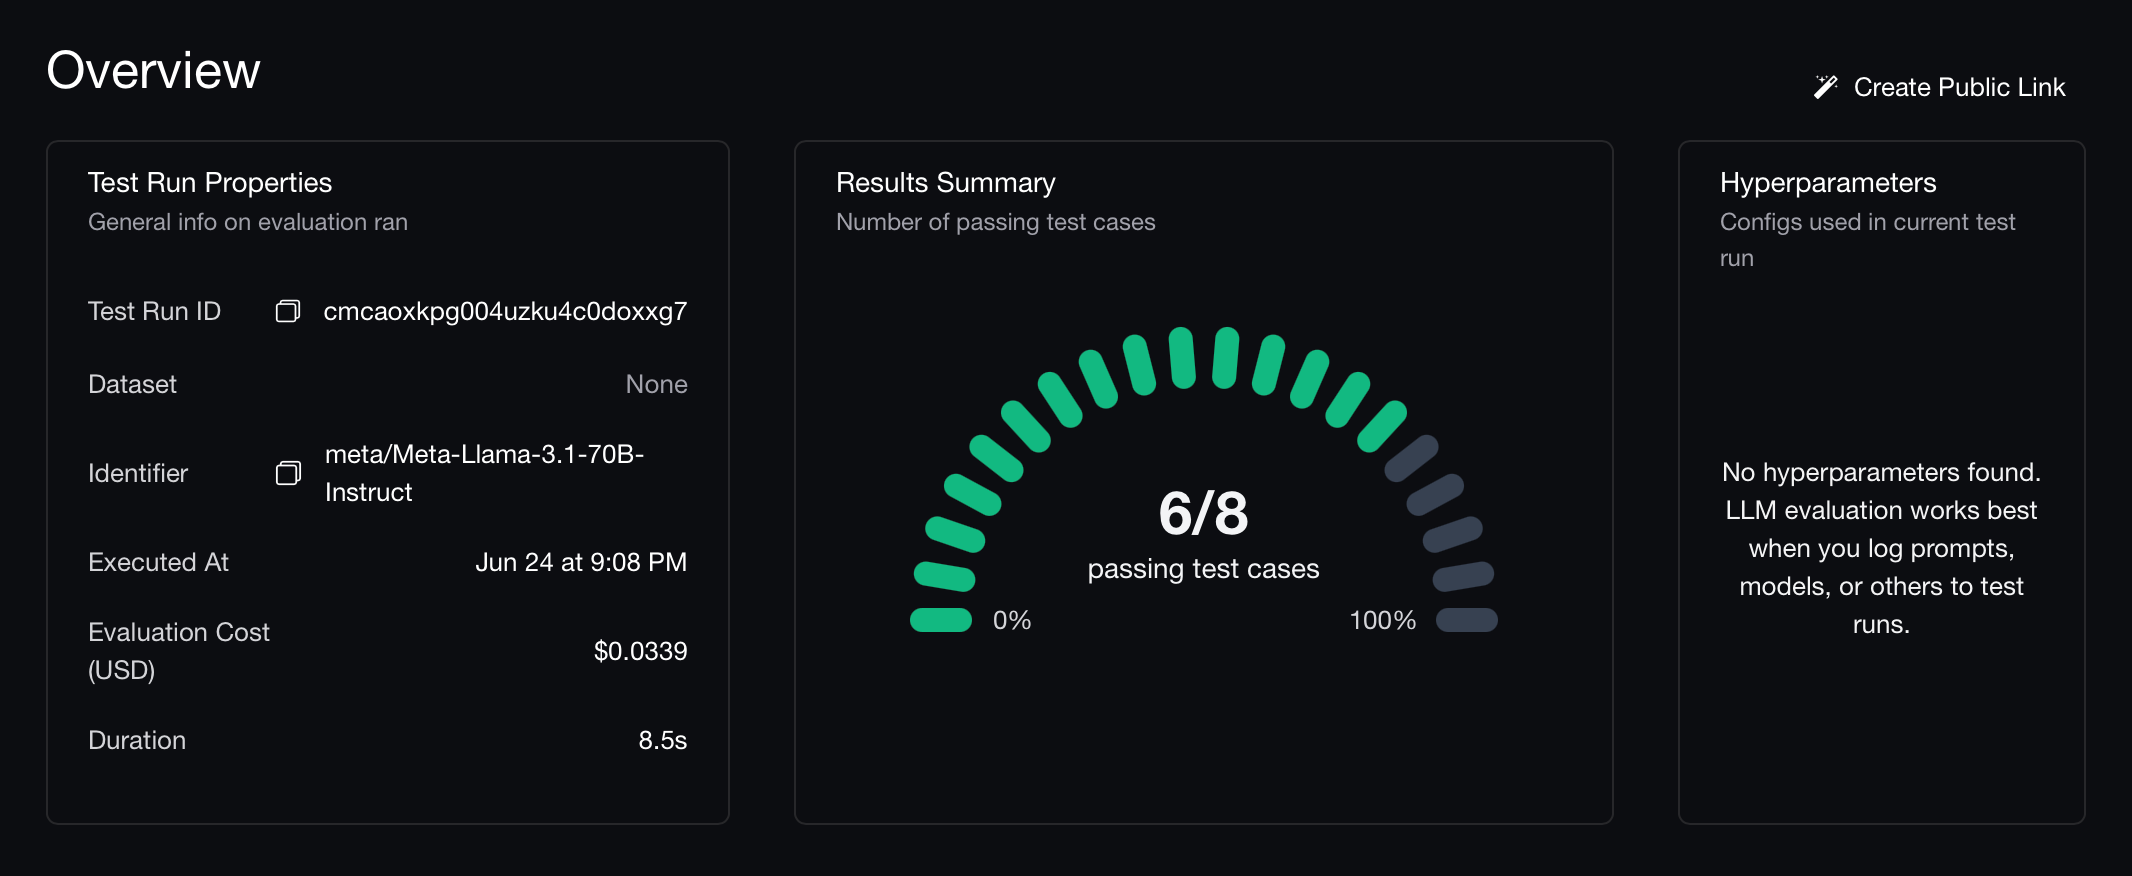 Overview
Create Public Link
Test Run Properties
General info on evaluation ran
Test Run ID cmcaoxkpg004uzku4c0doxxg7
Dataset None
Identifier meta/Meta-Llama-3.1-70B-
Instruct
Executed At Jun 24 at 9:08 PM
Evaluation Cost
(USD) $0.0339
Duration 8.5s
Results Summary
Number of passing test cases
6/8
passing test cases
0% 100%
Hyperparameters
Configs used in current test
run
No hyperparameters found.
LLM evaluation works best
when you log prompts,
models, or others to test
runs.